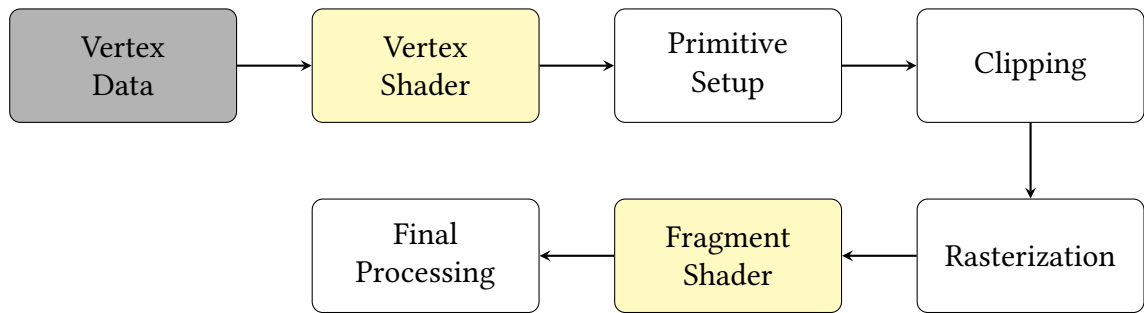 Vertex
Data
Vertex
Shader
Primitive
Setup
Clipping
Rasterization
Fragment
Shader
Final
Processing